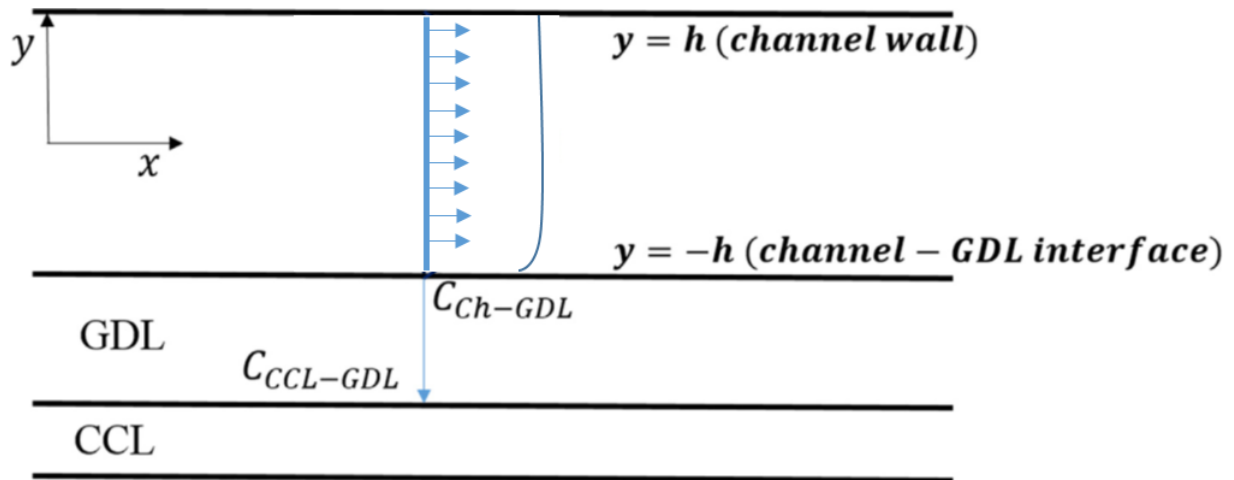 y
y = h (channel wall)
x
y = −h (channel − GDL interface)
C_{Ch−GDL}
GDL
C_{CCL−GDL}
CCL